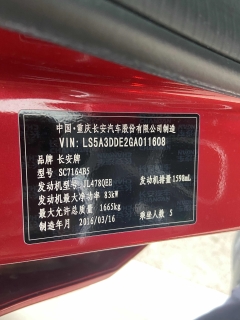 中国·重庆长安汽车股份有限公司制造
VIN: LS5A3DDE2GA011608
品牌 长安牌
型号 SC7164B5
发动机型号 JL478QEE 发动机排量 1598mL
发动机最大净功率 83kW
最大允许总质量 1665kg 乘坐人数 5
制造年月 2016/03/16